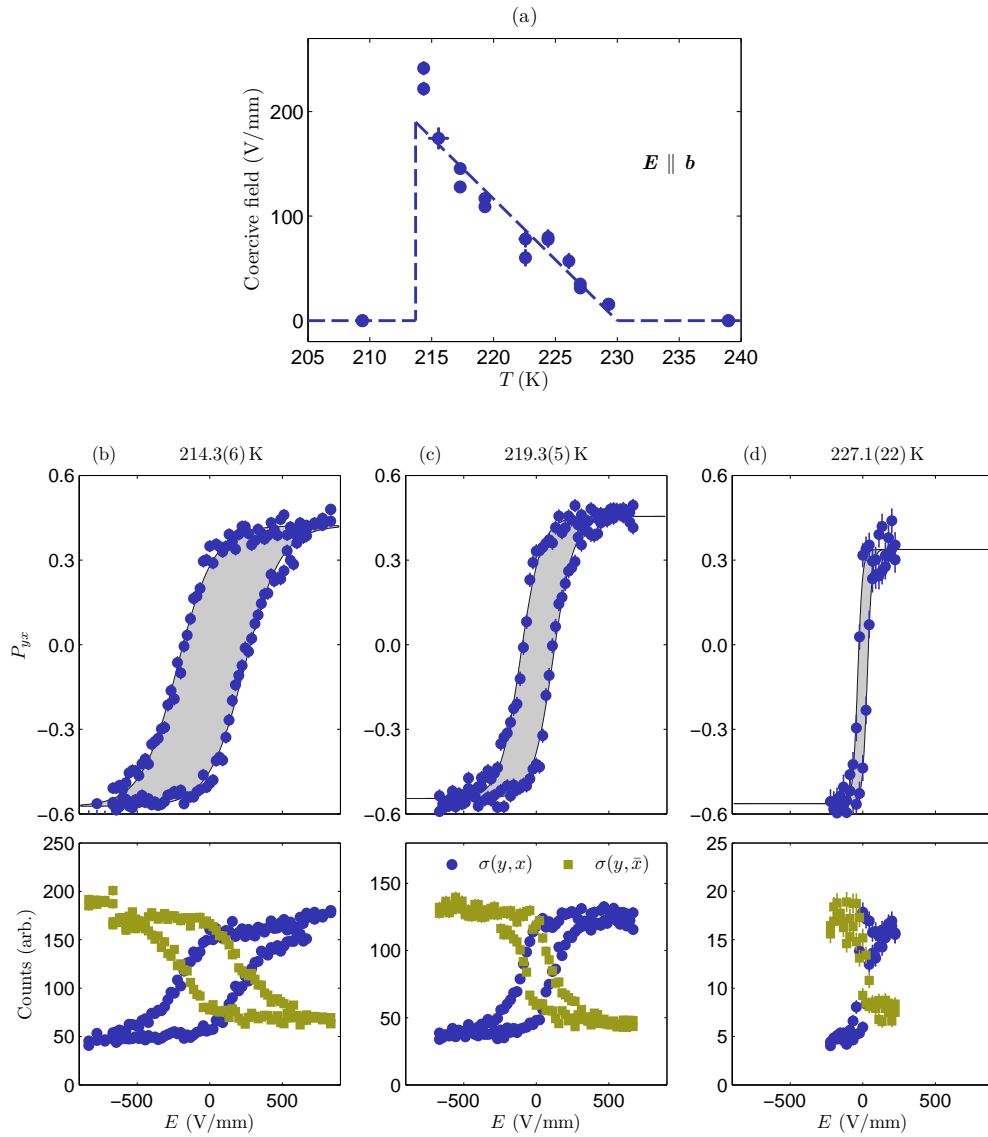 (a)
Coercive field (V/mm)
200
100
0
E ∥ b
205 210 215 220 225 230 235 240
T (K)
(b) 214.3(6) K
(c) 219.3(5) K
(d) 227.1(22) K
P_{yx}
0.6
0.3
0.0
−0.3
−0.6
0.6
0.3
0.0
−0.3
−0.6
0.6
0.3
0.0
−0.3
−0.6
Counts (arb.)
250
200
150
100
50
0
σ(y, x) σ(y, x̄)
150
100
50
0
25
20
15
10
5
0
−500 0 500
E (V/mm)
−500 0 500
E (V/mm)
−500 0 500
E (V/mm)